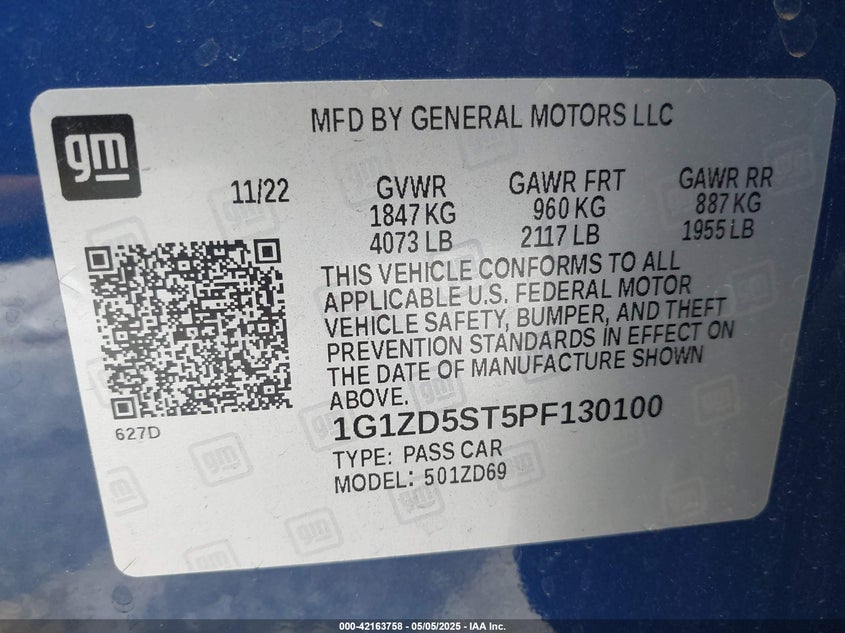 gm
MFD BY GENERAL MOTORS LLC
11/22
GVWR
1847 KG
4073 LB
GAWR FRT
960 KG
2117 LB
GAWR RR
887 KG
1955 LB
THIS VEHICLE CONFORMS TO ALL
APPLICABLE U.S. FEDERAL MOTOR
VEHICLE SAFETY, BUMPER, AND THEFT
PREVENTION STANDARDS IN EFFECT ON
THE DATE OF MANUFACTURE SHOWN
ABOVE.
627D
1G1ZD5ST5PF130100
TYPE: PASS CAR
MODEL: 501ZD69
000-42163758 - 05/05/2025 - IAA Inc.